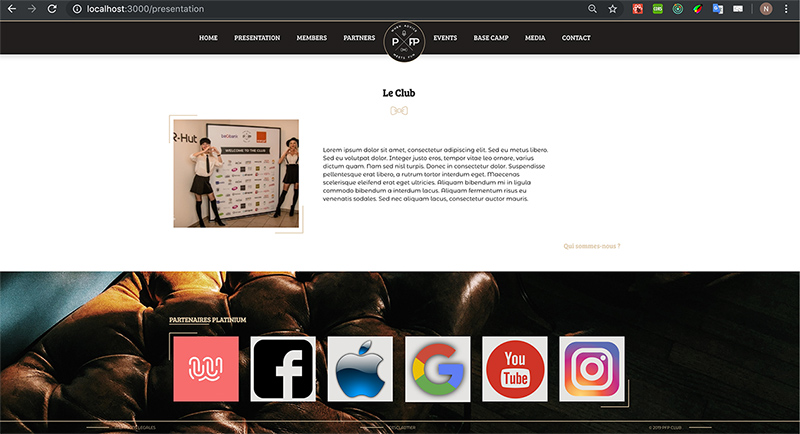 localhost:3000/presentation
N
HOME PRESENTATION MEMBERS PARTNERS EVENTS BASE CAMP MEDIA CONTACT
P FP
MEETS FUN
Le Club
R-Hut
WELCOME TO THE CLUB
Lorem ipsum dolor sit amet, consectetur adipiscing elit. Sed eu metus libero.
Sed eu volutpat dolor. Integer justo eros, tempor vitae leo ornare, varius
dictum quam. Nam sed nisl turpis. Donec in consectetur dolor. Suspendisse
pellentesque erat libero, a rutrum tortor interdum eget. Maecenas
scelerisque eleifend erat eget ultricies. Aliquam bibendum mi in ligula
commodo bibendum a interdum lacus. Aliquam fermentum risus eu
venenatis sodales. Sed nec aliquam lacus, consectetur auctor mauris.
Qui sommes-nous ?
PARTENAIRES PLATINIUM
You
Tube
LEGALES
© 2019 PFP CLUB